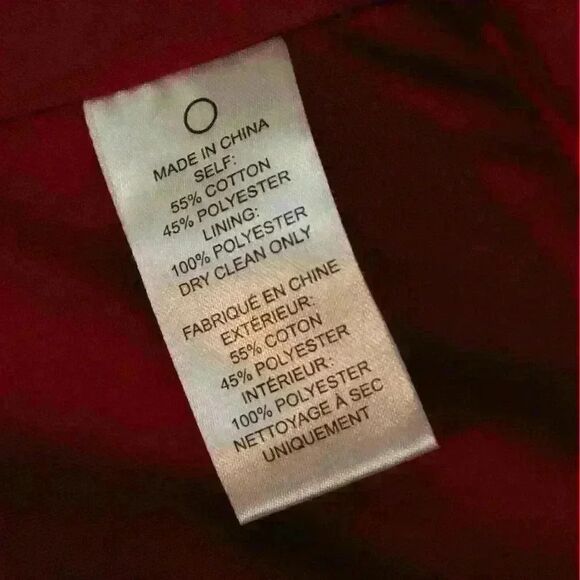 MADE IN CHINA
SELF:
55% COTTON
45% POLYESTER
LINING:
100% POLYESTER
DRY CLEAN ONLY
FABRIQUÉ EN CHINE
EXTÉRIEUR:
55% COTON
45% POLYESTER
INTÉRIEUR:
100% POLYESTER
NETTOYAGE À SEC
UNIQUEMENT